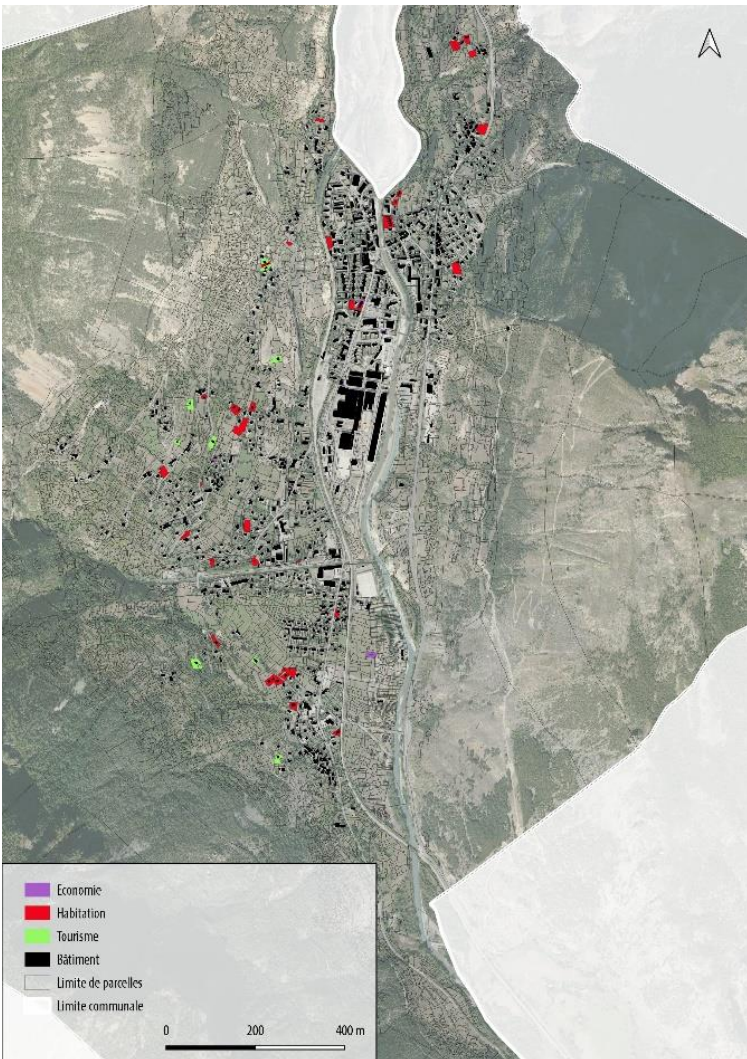 Economie
Habitation
Tourisme
Bâtiment
Limite de parcelles
Limite communale
0 200 400 m